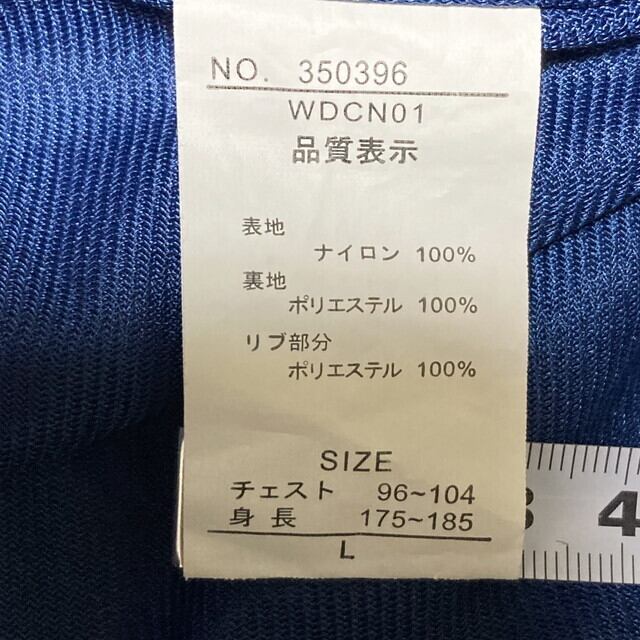 NO. 350396
WDCN01
品質表示
表地
ナイロン 100%
裏地
ポリエステル 100%
リブ部分
ポリエステル 100%
SIZE
チェスト 96~104
身長 175~185
L
4